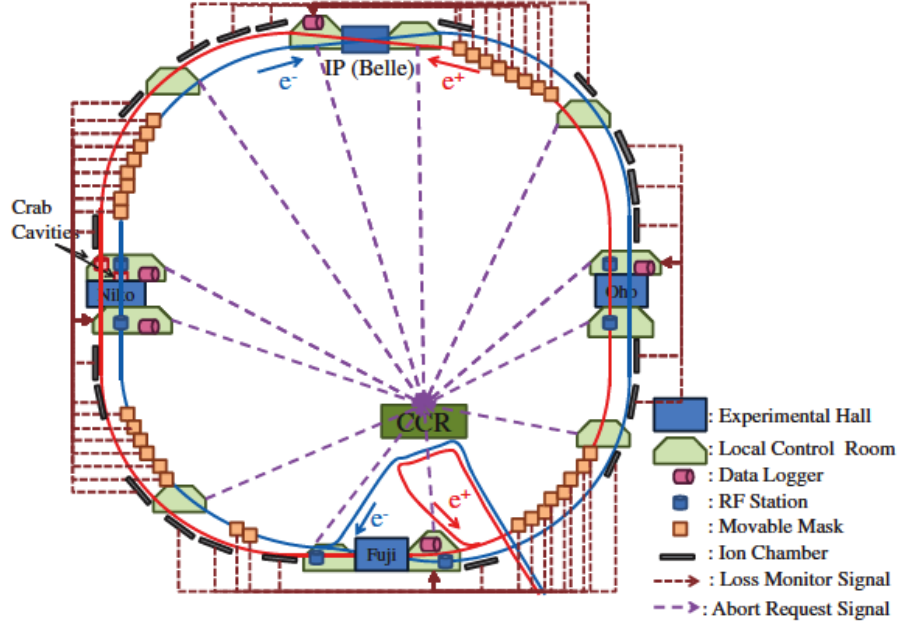 IP (Belle)
e⁻
e⁺
Crab
Cavities
Niko
Oho
CCR
e⁺
e⁻
Fuji
: Experimental Hall
: Local Control Room
: Data Logger
: RF Station
: Movable Mask
: Ion Chamber
: Loss Monitor Signal
: Abort Request Signal